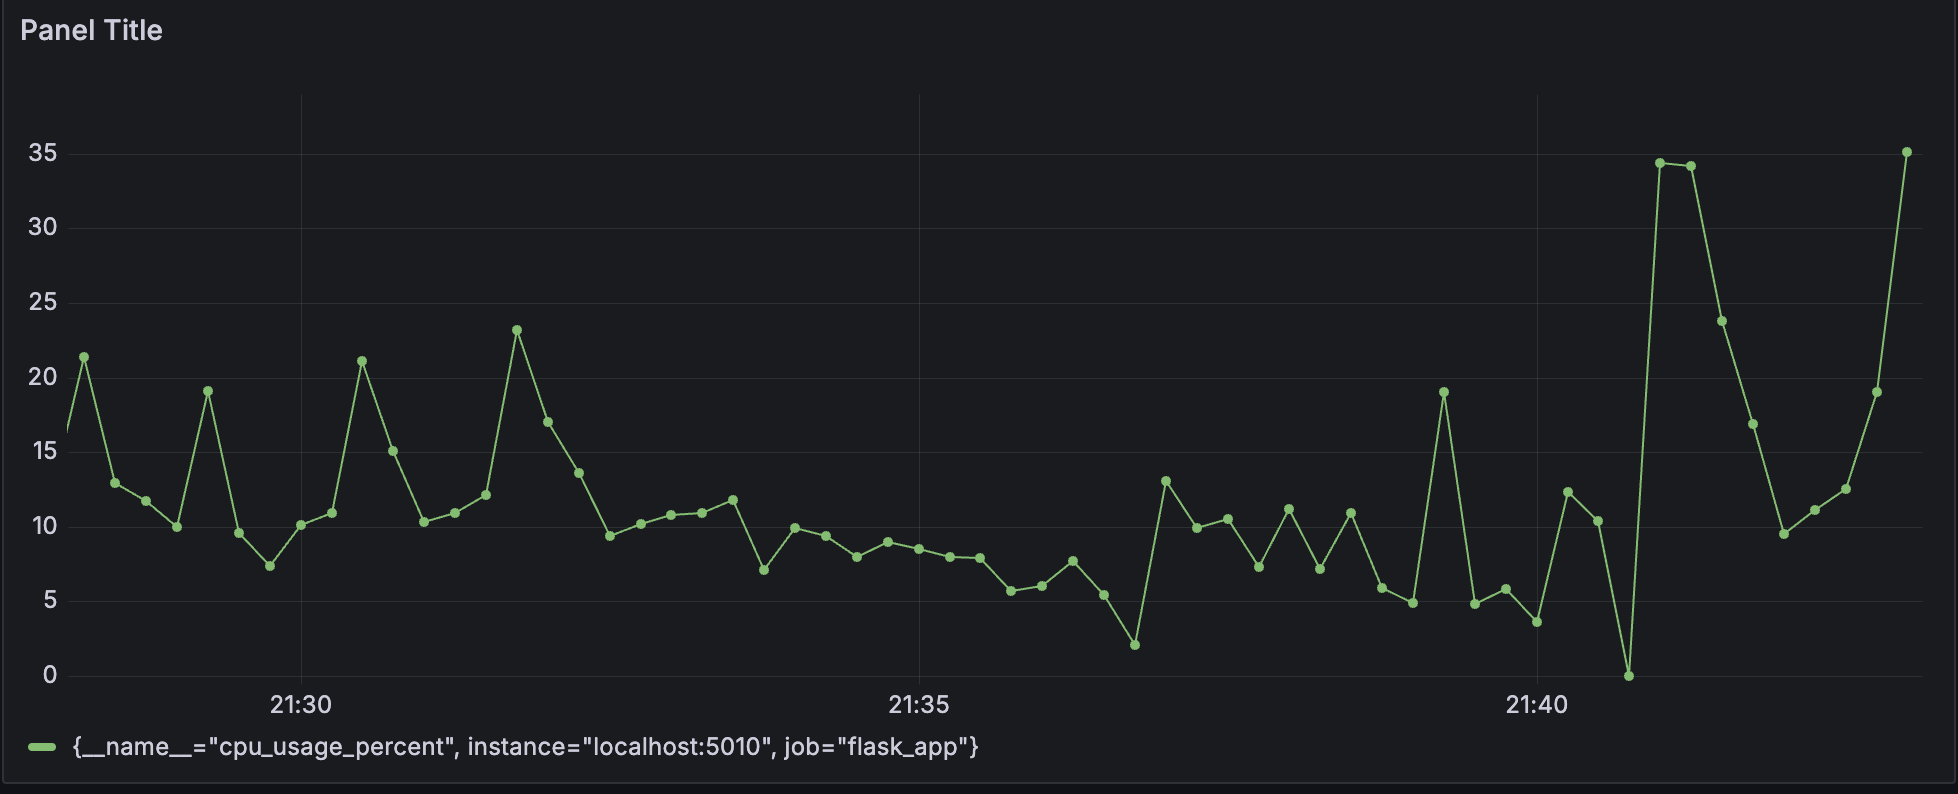 Panel Title
35
30
25
20
15
10
5
0
21:30 21:35 21:40
{__name__="cpu_usage_percent", instance="localhost:5010", job="flask_app"}